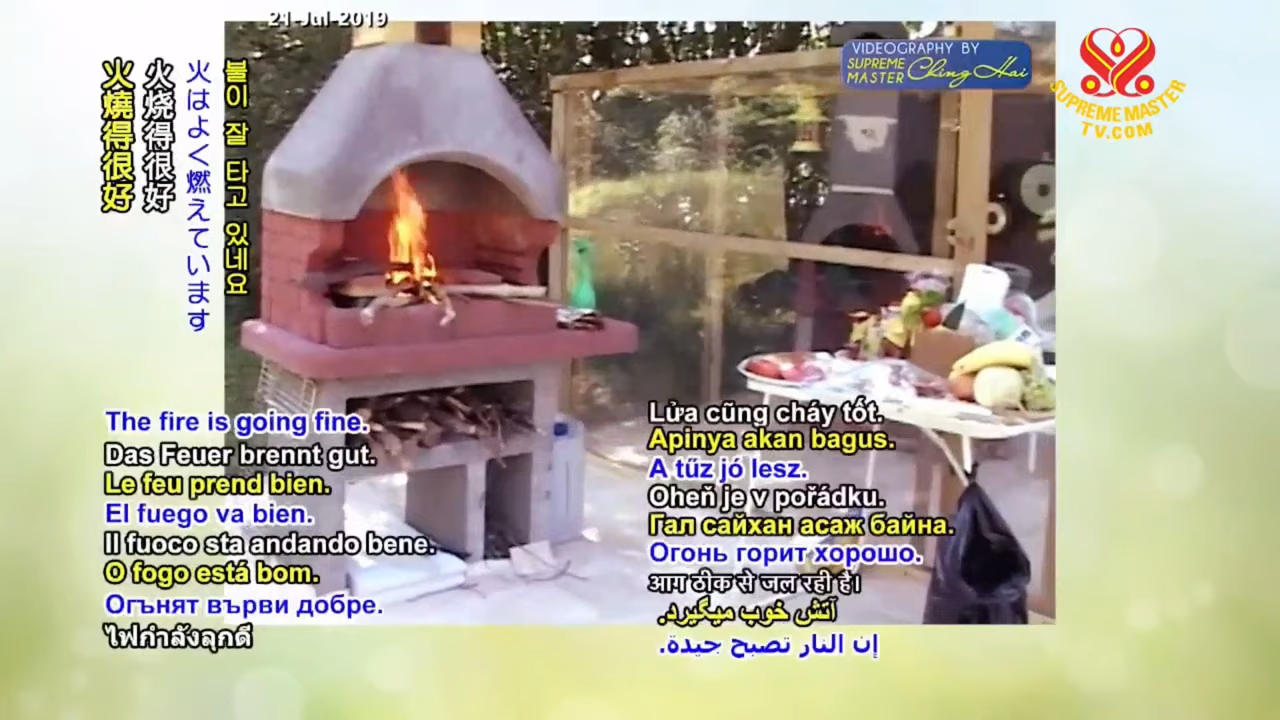 21-Jul-2019
VIDEOGRAPHY BY
SUPREME
MASTER Ching Hai
SUPREME MASTER
TV.COM
불이 잘 타고 있네요
火はよく燃えています
火烧得很好
火燒得很好
The fire is going fine.
Das Feuer brennt gut.
Le feu prend bien.
El fuego va bien.
Il fuoco sta andando bene.
O fogo está bom.
Огънят върви добре.
ไฟกำลังลุกดี
Lửa cũng cháy tốt.
Apinya akan bagus.
A tűz jó lesz.
Oheň je v pořádku.
Гал сайхан асаж байна.
Огонь горит хорошо.
आग ठीक से जल रही है।
آتش خوب میگیرد.
إن النار تصبح جيدة.